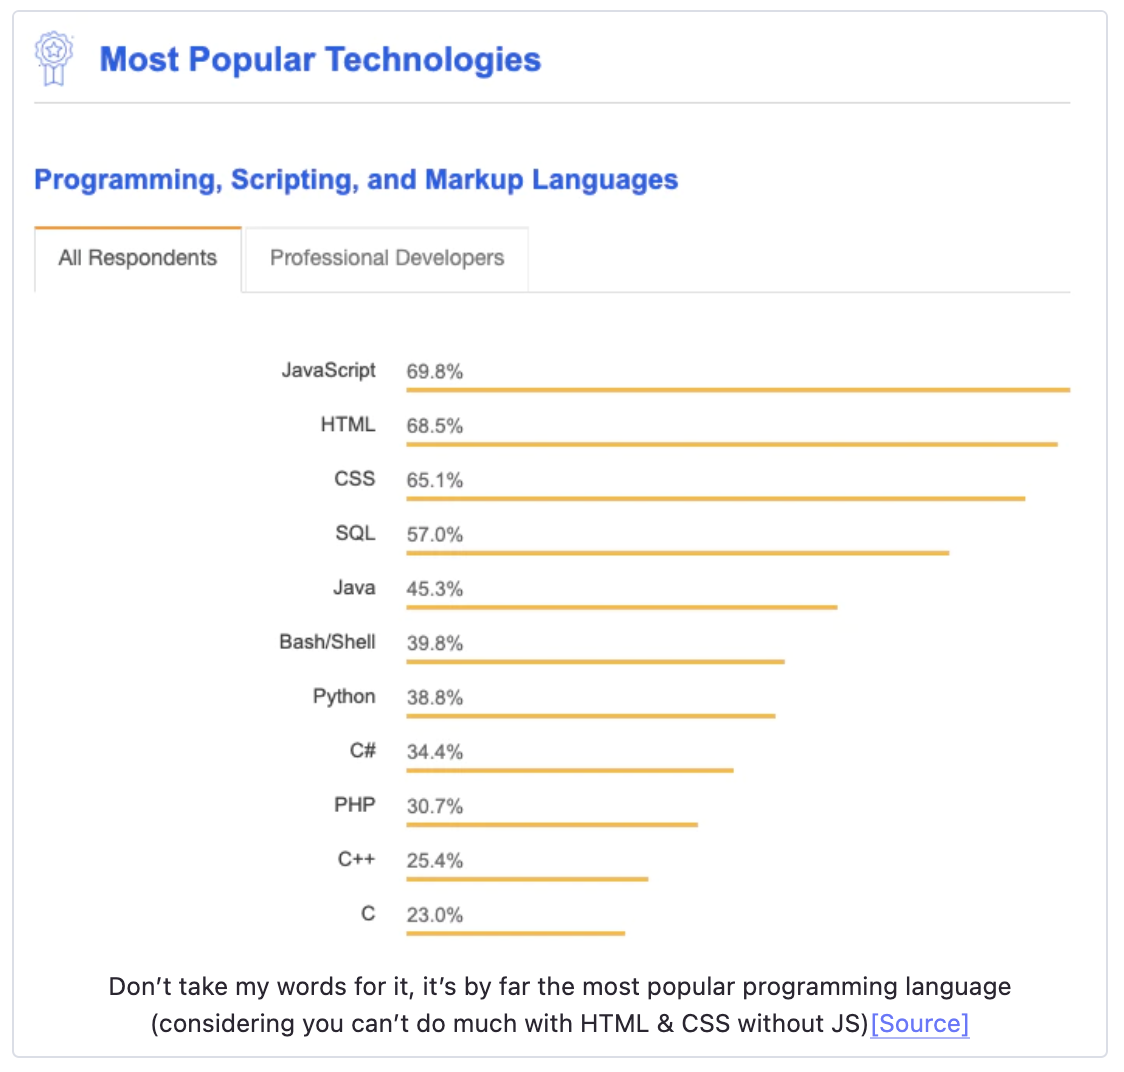 Most Popular Technologies
Programming, Scripting, and Markup Languages
All Respondents
Professional Developers
JavaScript 69.8%
HTML 68.5%
CSS 65.1%
SQL 57.0%
Java 45.3%
Bash/Shell 39.8%
Python 38.8%
C# 34.4%
PHP 30.7%
C++ 25.4%
C 23.0%
Don’t take my words for it, it’s by far the most popular programming language
(considering you can’t do much with HTML & CSS without JS)[Source]